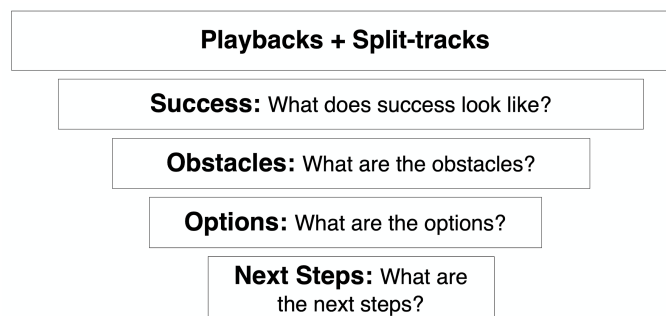 Playbacks + Split-tracks
Success: What does success look like?
Obstacles: What are the obstacles?
Options: What are the options?
Next Steps: What are
the next steps?